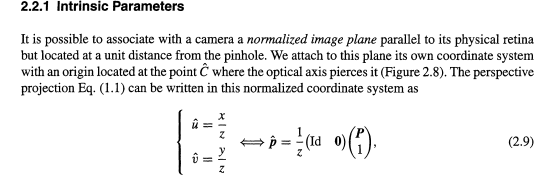 2.2.1 Intrinsic Parameters
It is possible to associate with a camera a normalized image plane parallel to its physical retina
but located at a unit distance from the pinhole. We attach to this plane its own coordinate system
with an origin located at the point Ĉ where the optical axis pierces it (Figure 2.8). The perspective
projection Eq. (1.1) can be written in this normalized coordinate system as
{ û = x/z
v̂ = y/z ⟺ p̂ = 1/z (Id 0) (P 1), (2.9)